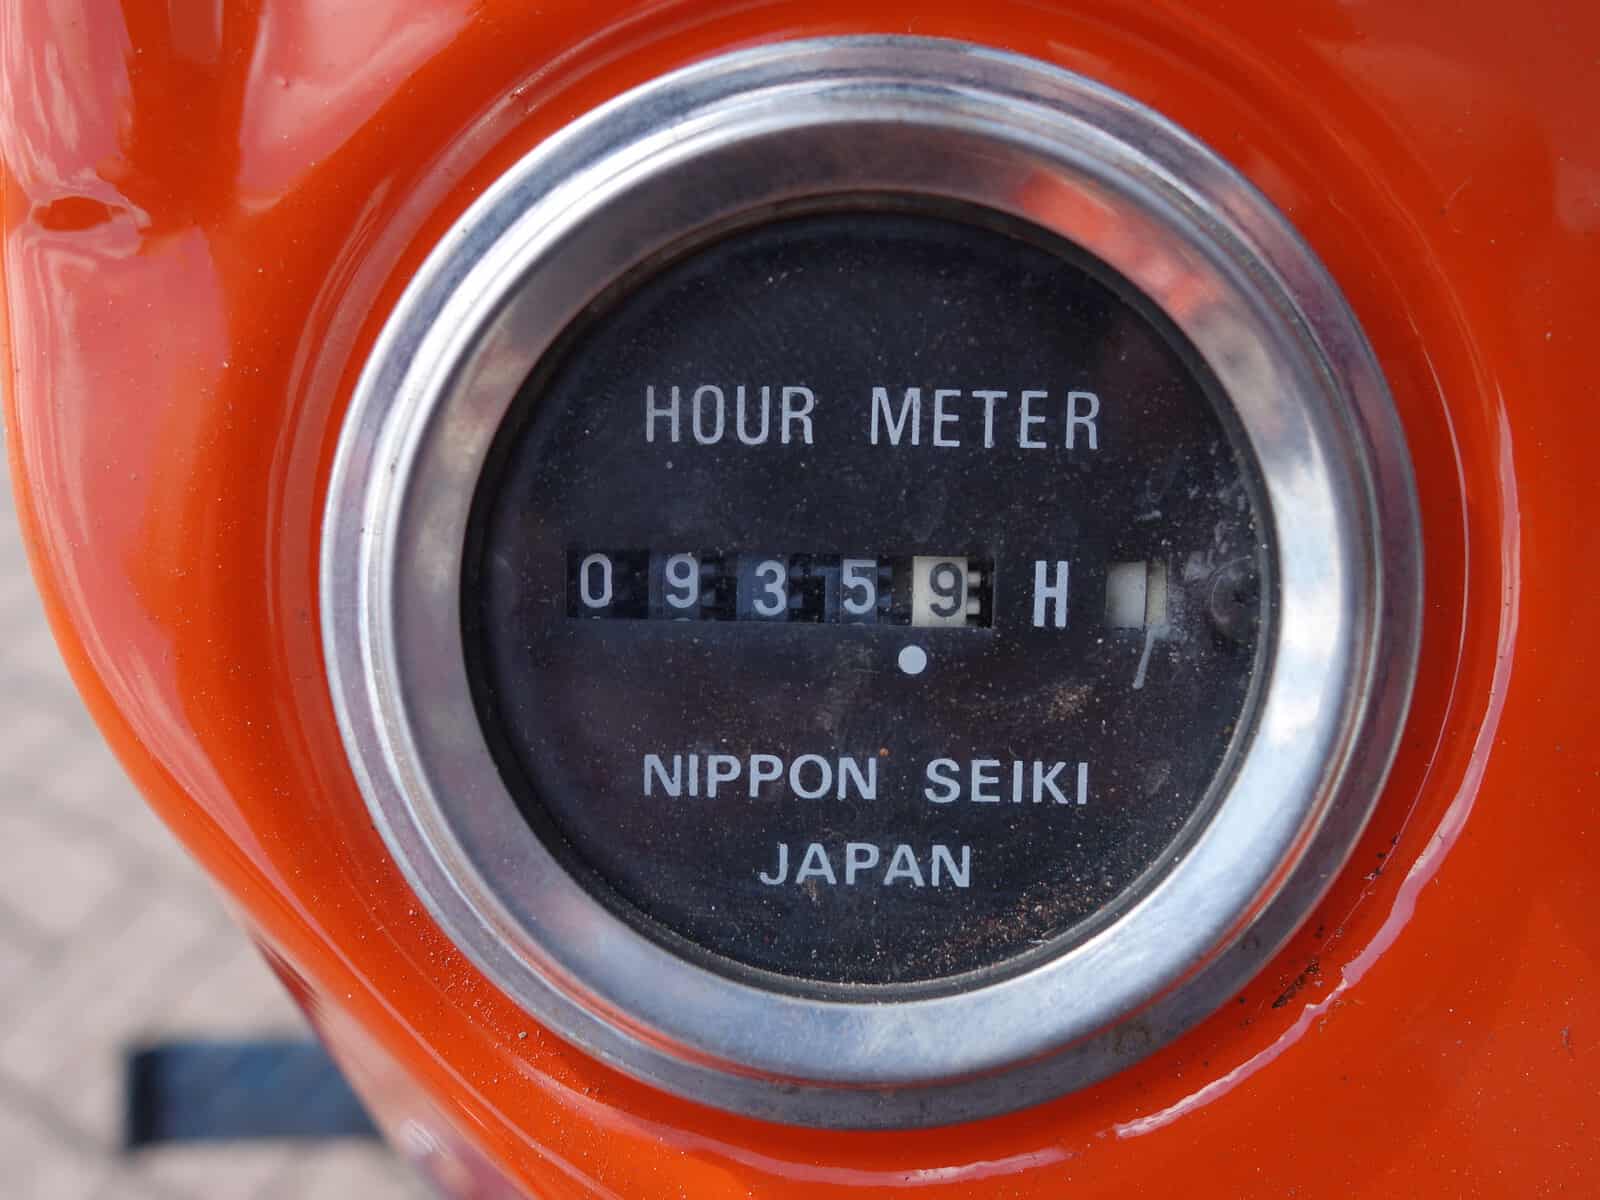 HOUR METER
09359 H
NIPPON SEIKI
JAPAN